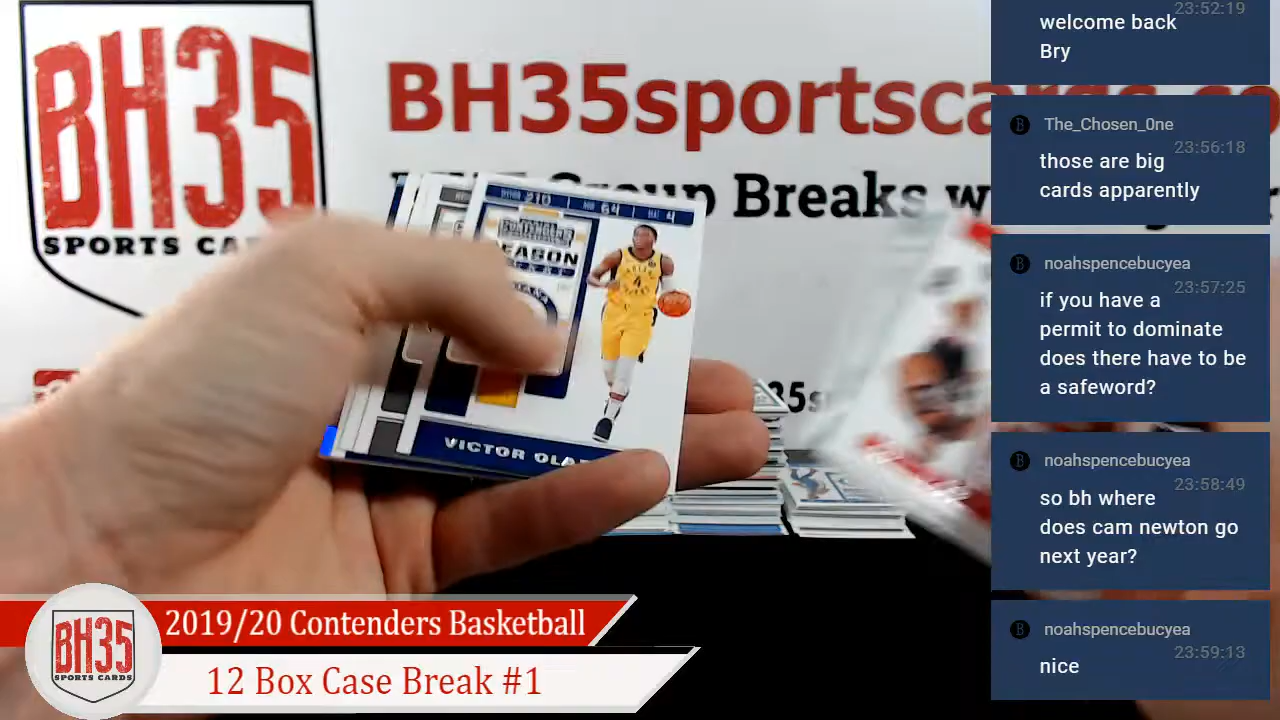 BH35
SPORTS CA
BH35sportsca
Group Breaks w
CONTENDERS
VICTOR OLA
2019/20 Contenders Basketball
12 Box Case Break #1
BH35
SPORTS CARDS
23:52:19
welcome back
Bry
The_Chosen_0ne
23:56:18
those are big
cards apparently
noahspencebucyea
23:57:25
if you have a
permit to dominate
does there have to be
a safeword?
noahspencebucyea
23:58:49
so bh where
does cam newton go
next year?
noahspencebucyea
23:59:13
nice